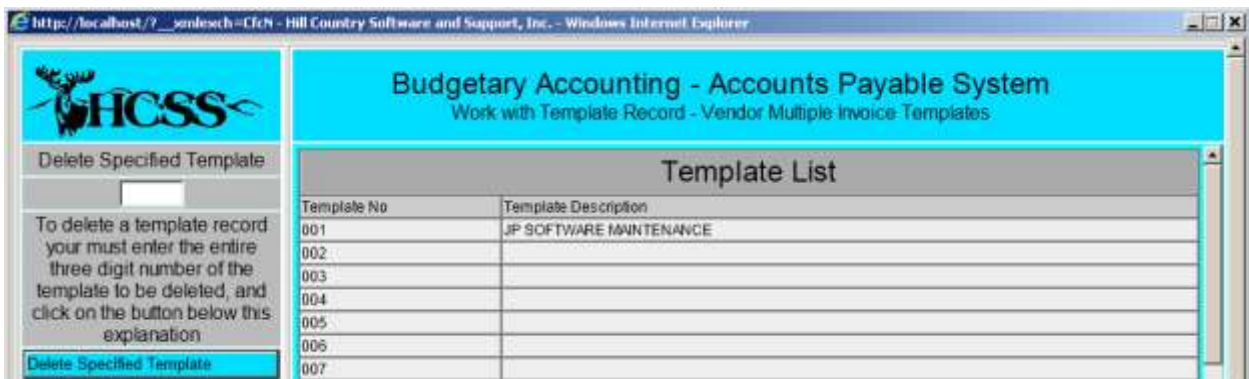 http://localhost/?__ - Hill Country Software and Support, Inc. - Windows Internet Explorer
HCSS
Budgetary Accounting - Accounts Payable System
Work with Template Record - Vendor Multiple Invoice Templates
Delete Specified Template
To delete a template record
your must enter the entire
three digit number of the
template to be deleted, and
click on the button below this
explanation
Delete Specified Template
Template List
Template No Template Description
001 JP SOFTWARE MAINTENANCE
002
003
004
005
006
007